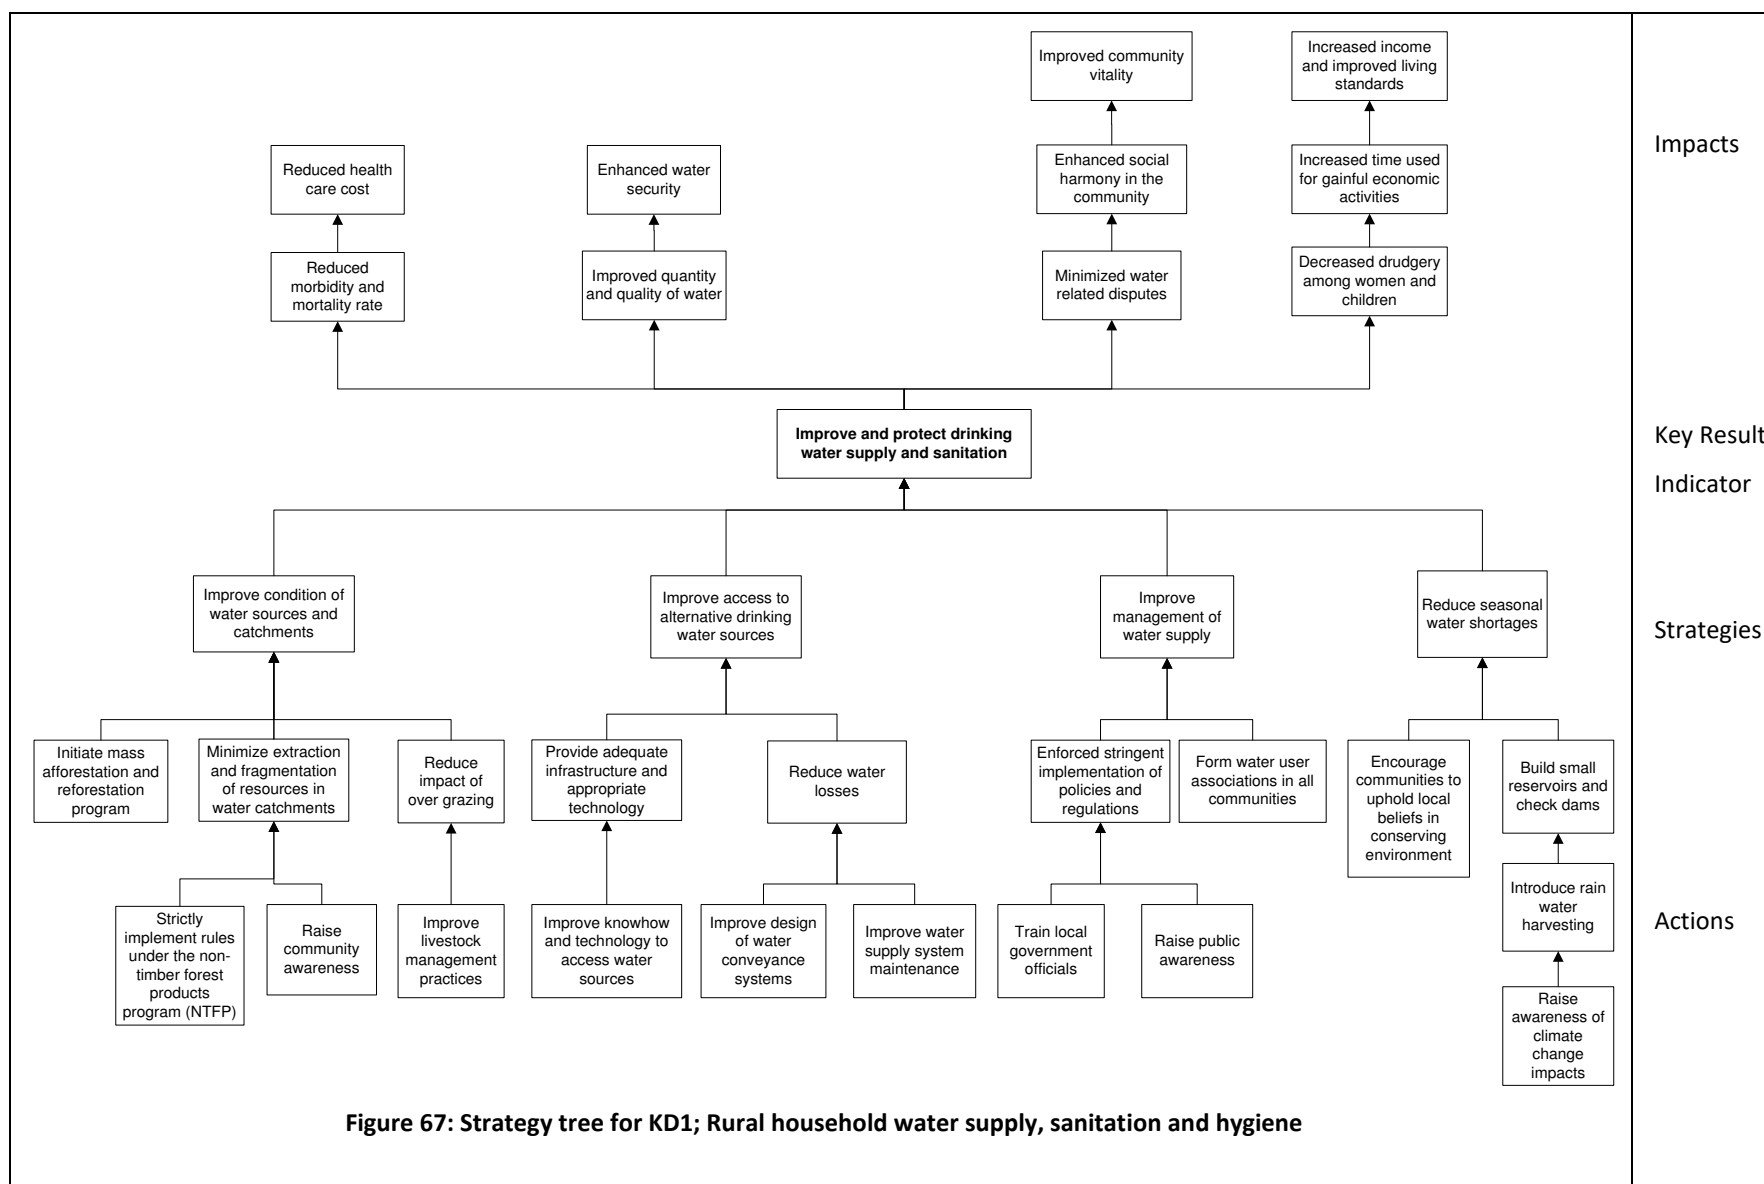 Improved community
vitality
Increased income
and improved living
standards
Impacts
Reduced health
care cost
Enhanced water
security
Enhanced social
harmony in the
community
Increased time used
for gainful economic
activities
Reduced
morbidity and
mortality rate
Improved quantity
and quality of water
Minimized water
related disputes
Decreased drudgery
among women and
children
Improve and protect drinking
water supply and sanitation
Key Result
Indicator
Improve condition of
water sources and
catchments
Improve access to
alternative drinking
water sources
Improve
management of
water supply
Reduce seasonal
water shortages
Strategies
Initiate mass
afforestation and
reforestation
program
Minimize extraction
and fragmentation
of resources in
water catchments
Reduce
impact of
over grazing
Provide adequate
infrastructure and
appropriate
technology
Reduce water
losses
Enforced stringent
implementation of
policies and
regulations
Form water user
associations in all
communities
Encourage
communities to
uphold local
beliefs in
conserving
environment
Build small
reservoirs and
check dams
Strictly
implement rules
under the non-
timber forest
products
program (NTFP)
Raise
community
awareness
Improve
livestock
management
practices
Improve knowhow
and technology to
access water
sources
Improve design
of water
conveyance
systems
Improve water
supply system
maintenance
Train local
government
officials
Raise public
awareness
Introduce rain
water
harvesting
Actions
Raise
awareness of
climate
change
impacts
Figure 67: Strategy tree for KD1; Rural household water supply, sanitation and hygiene